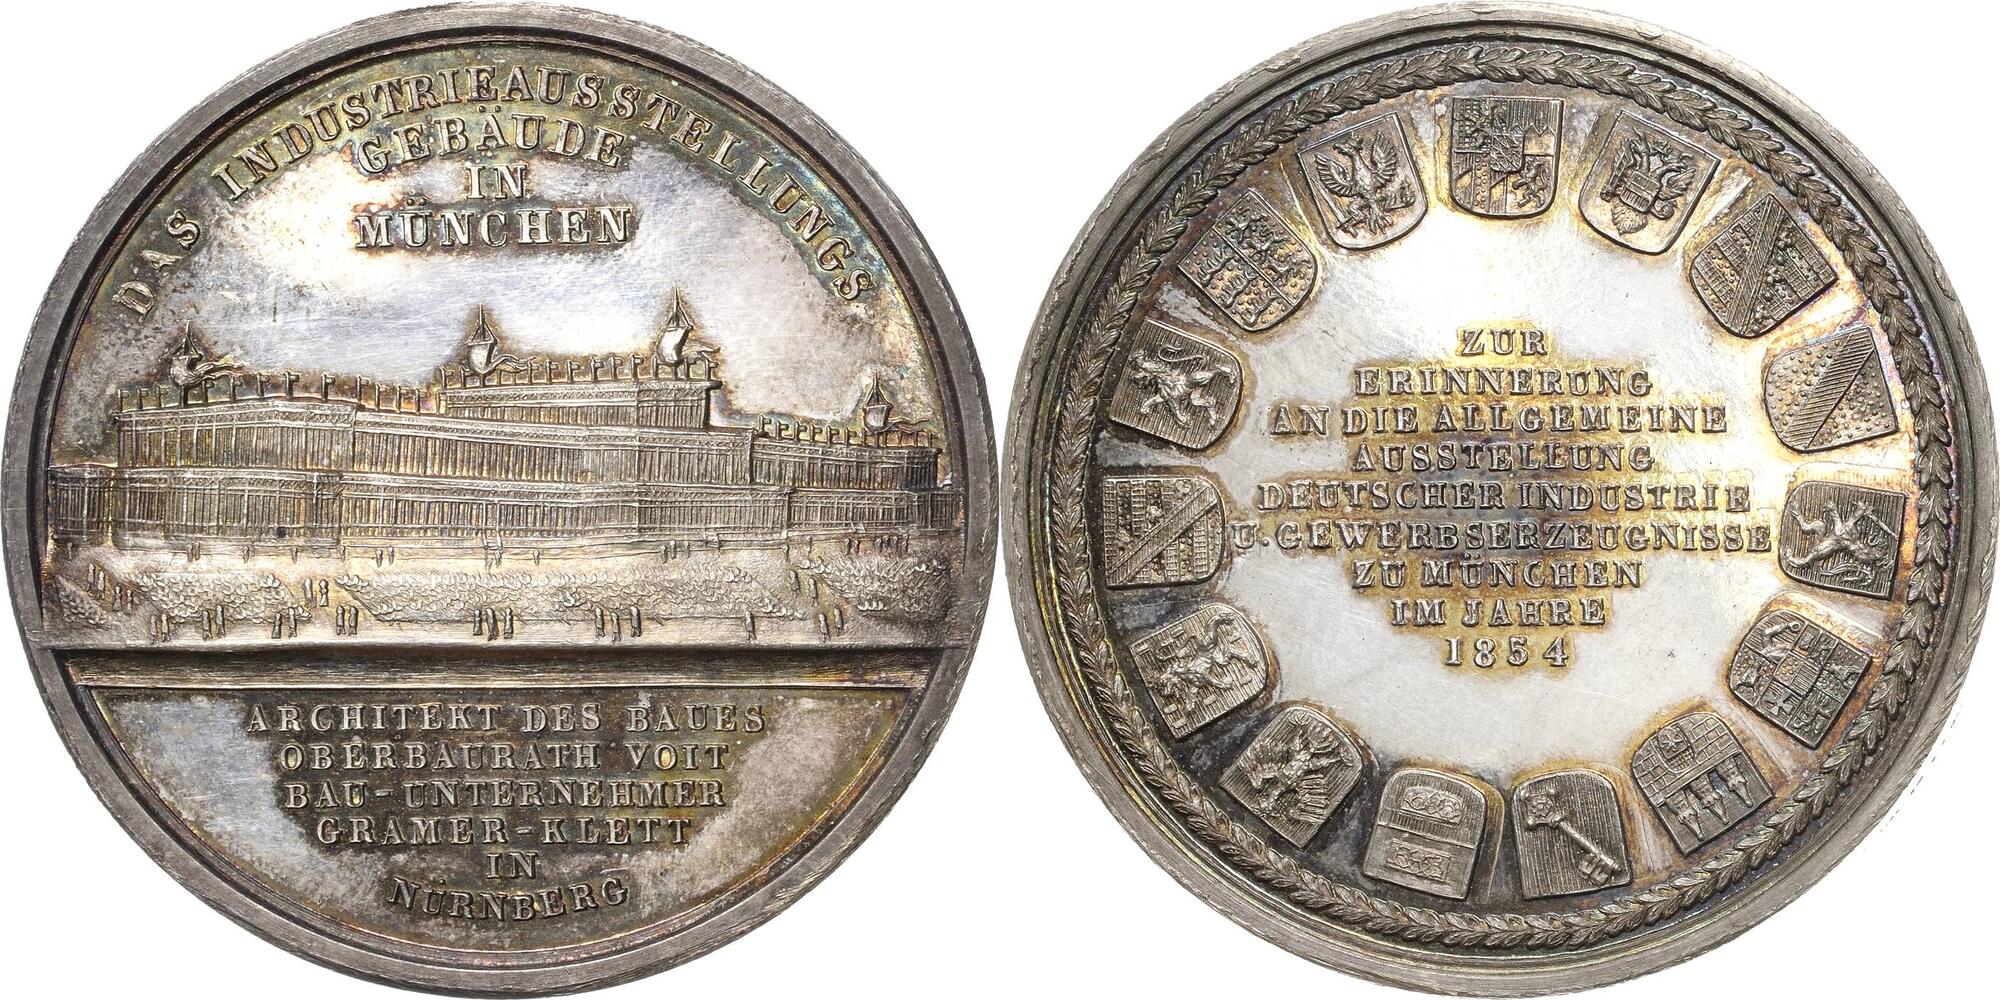 DAS INDUSTRIEAUSSTELLUNGS
GEBÄUDE
IN
MÜNCHEN
ARCHITEKT DES BAUES
OBERBAURATH VOIT
BAU-UNTERNEHMER
CRAMER-KLETT
IN
NÜRNBERG
ZUR
ERINNERUNG
AN DIE ALLGEMEINE
AUSSTELLUNG
DEUTSCHER INDUSTRIE
U. GEWERBSERZEUGNISSE
ZU MÜNCHEN
IM JAHRE
1854